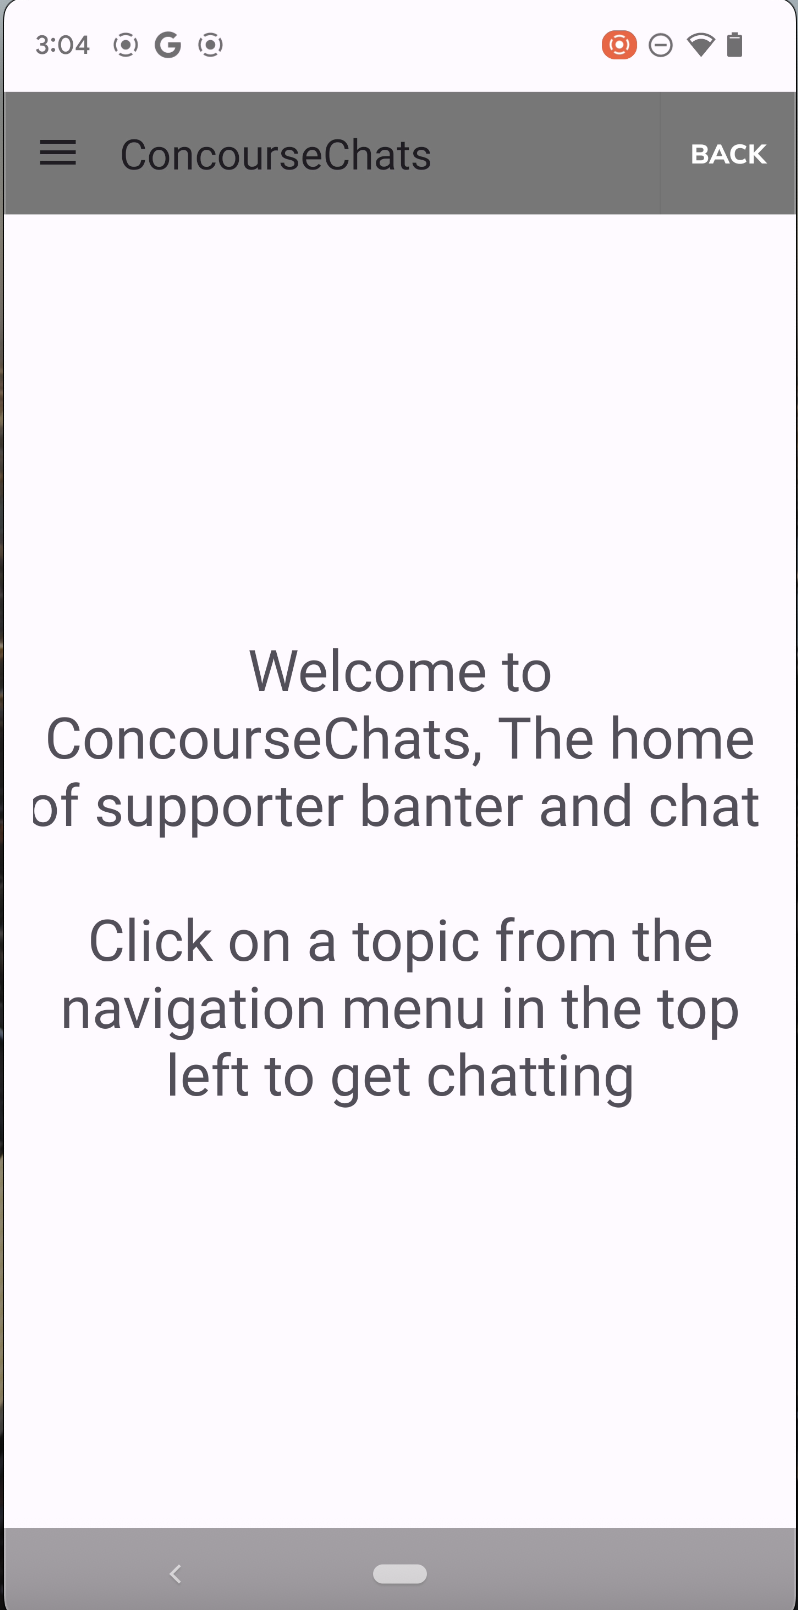 3:04
ConcourseChats
BACK
Welcome to
ConcourseChats, The home
of supporter banter and chat
Click on a topic from the
navigation menu in the top
left to get chatting